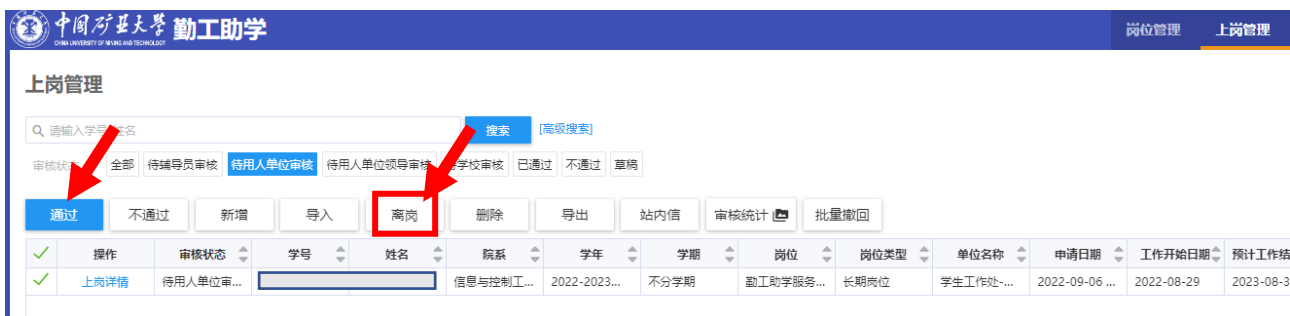 中国矿业大学 勤工助学 岗位管理 上岗管理
CHINA UNIVERSITY OF MINING AND TECHNOLOGY
上岗管理
请输入学号 姓名 搜索 [高级搜索]
审核状 全部 待辅导员审核 待用人单位审核 待用人单位领导审核 学校审核 已通过 不通过 草稿
通过 不通过 新增 导入 离岗 删除 导出 站内信 审核统计 批量撤回
操作 审核状态 学号 姓名 院系 学年 学期 岗位 岗位类型 单位名称 申请日期 工作开始日期 预计工作结
上岗详情 待用人单位审... 信息与控制工... 2022-2023... 不分学期 勤工助学服务... 长期岗位 学生工作处-... 2022-09-06 ... 2022-08-29 2023-08-3